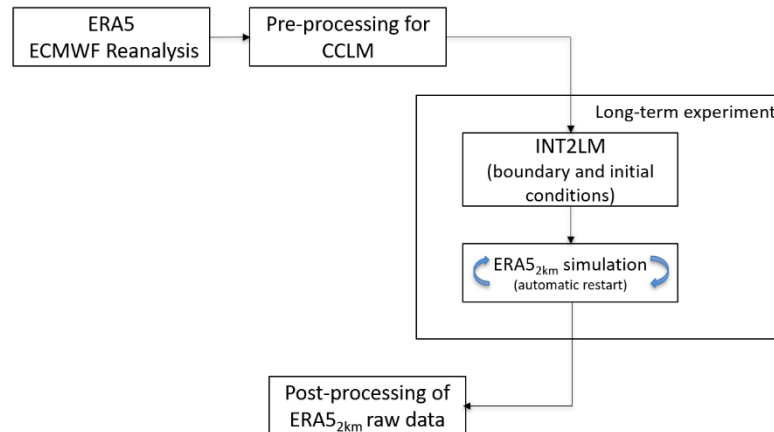 ERA5
ECMWF Reanalysis
Pre-processing for
CCLM
Long-term experiment
INT2LM
(boundary and initial
conditions)
ERA5₂ₖₘ simulation
(automatic restart)
Post-processing of
ERA5₂ₖₘ raw data